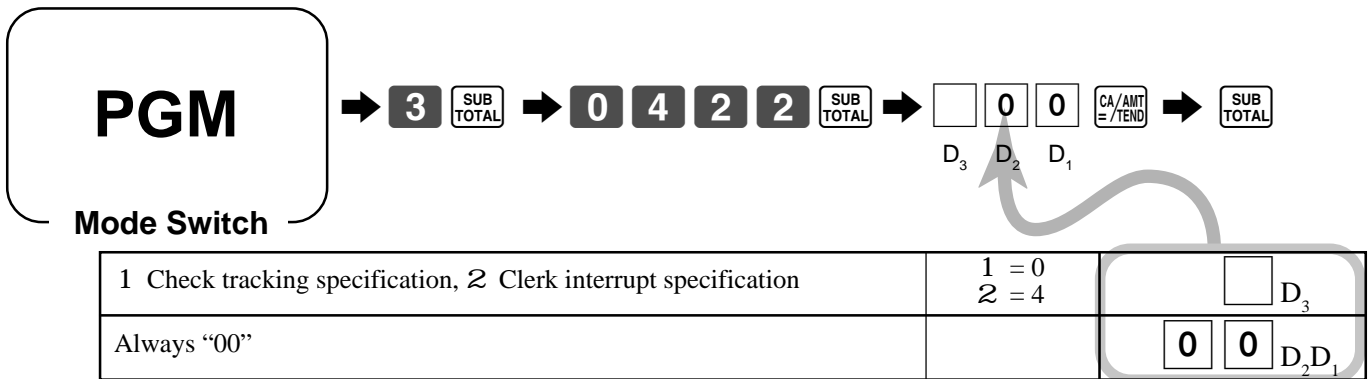 PGM
Mode Switch
➡ 3 SUB TOTAL ➡ 0 4 2 2 SUB TOTAL ➡ 0 0 CA/AMT = /TEND ➡ SUB TOTAL
D3 D2 D1
1 Check tracking specification, 2 Clerk interrupt specification 1 = 0 2 = 4 D3
Always “00” 0 0 D2D1